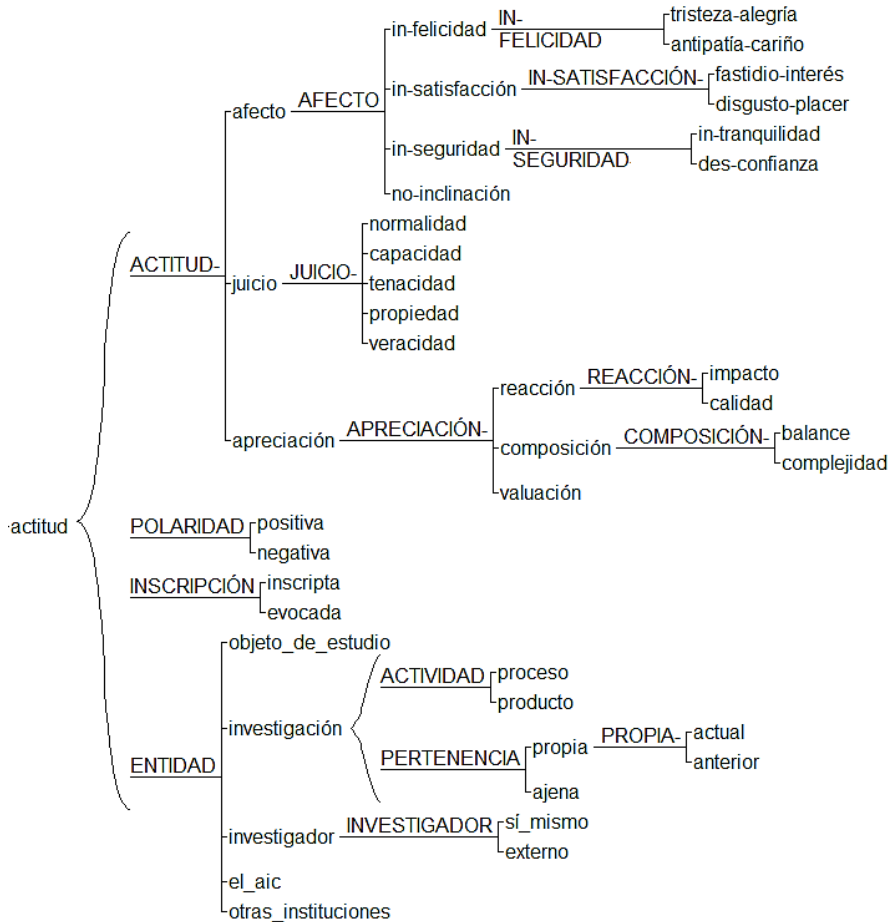 actitud
ACTITUD-
afecto
AFECTO
in-felicidad
IN-
FELICIDAD
tristeza-alegría
antipatía-cariño
in-satisfacción
IN-SATISFACCIÓN-
fastidio-interés
disgusto-placer
in-seguridad
IN-
SEGURIDAD
in-tranquilidad
des-confianza
no-inclinación
juicio
JUICIO-
normalidad
capacidad
tenacidad
propiedad
veracidad
apreciación
APRECIACIÓN-
reacción
REACCIÓN-
impacto
calidad
composición
COMPOSICIÓN-
balance
complejidad
valuación
POLARIDAD
positiva
negativa
INSCRIPCIÓN
inscripta
evocada
ENTIDAD
objeto_de_estudio
investigación
ACTIVIDAD
proceso
producto
PERTENENCIA
propia
PROPIA-
actual
anterior
ajena
investigador
INVESTIGADOR
sí_mismo
externo
el_aic
otras_instituciones